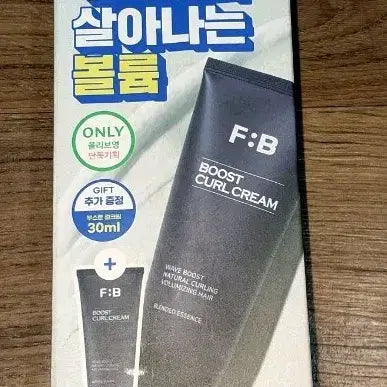 살아나는
볼륨
ONLY
올리브영
단독기획
GIFT
추가 증정
부스트 컬크림
30ml
+
F:B
BOOST
CURL CREAM
F:B
BOOST
CURL CREAM
WAVE BOOST
NATURAL CURLING
VOLUMIZING HAIR
BLENDED ESSENCE